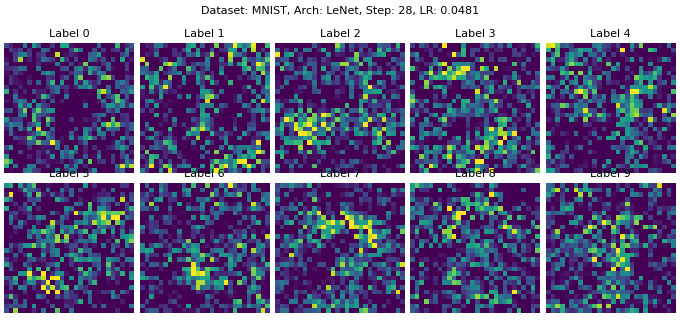 Dataset: MNIST, Arch: LeNet, Step: 28, LR: 0.0481
Label 0 Label 1 Label 2 Label 3 Label 4
Label 5 Label 6 Label 7 Label 8 Label 9